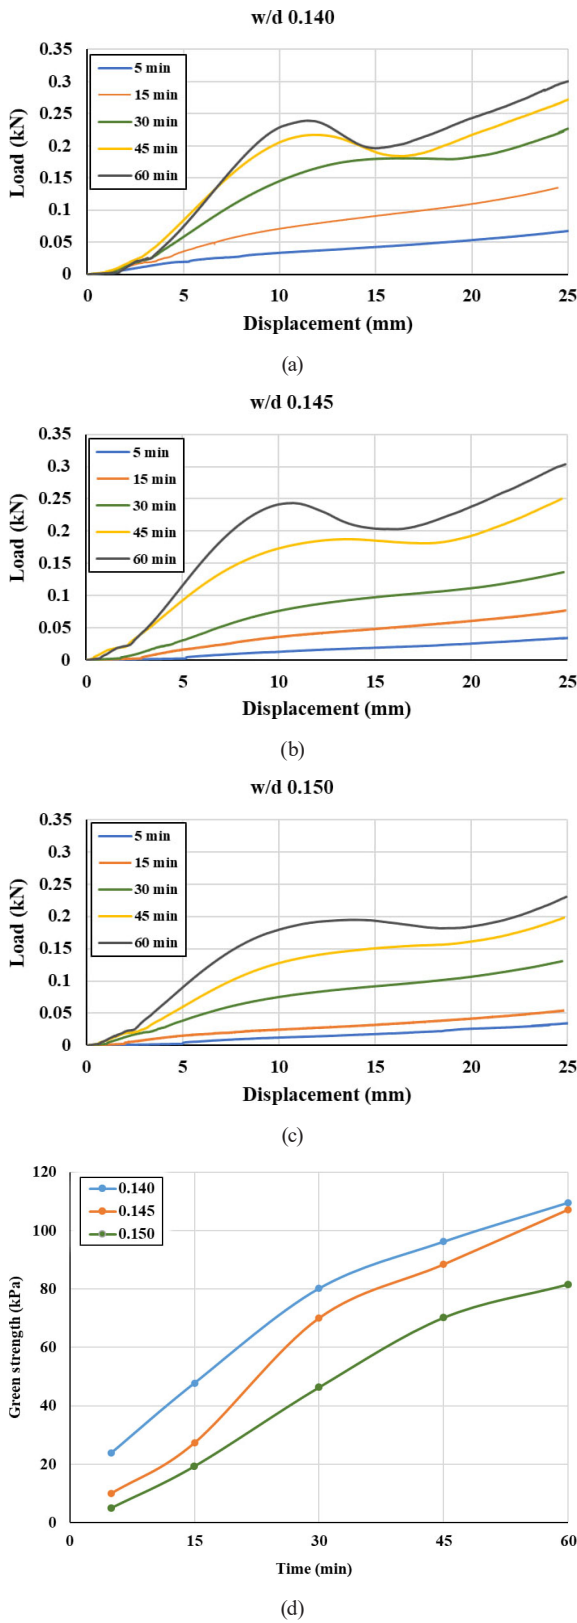 w/d 0.140
0.35
0.3
0.25
0.2
0.15
0.1
0.05
0
Load (kN)
5 min
15 min
30 min
45 min
60 min
0 5 10 15 20 25
Displacement (mm)
(a)
w/d 0.145
0.35
0.3
0.25
0.2
0.15
0.1
0.05
0
Load (kN)
5 min
15 min
30 min
45 min
60 min
0 5 10 15 20 25
Displacement (mm)
(b)
w/d 0.150
0.35
0.3
0.25
0.2
0.15
0.1
0.05
0
Load (kN)
5 min
15 min
30 min
45 min
60 min
0 5 10 15 20 25
Displacement (mm)
(c)
120
100
80
60
40
20
0
Green strength (kPa)
0.140
0.145
0.150
0 15 30 45 60
Time (min)
(d)